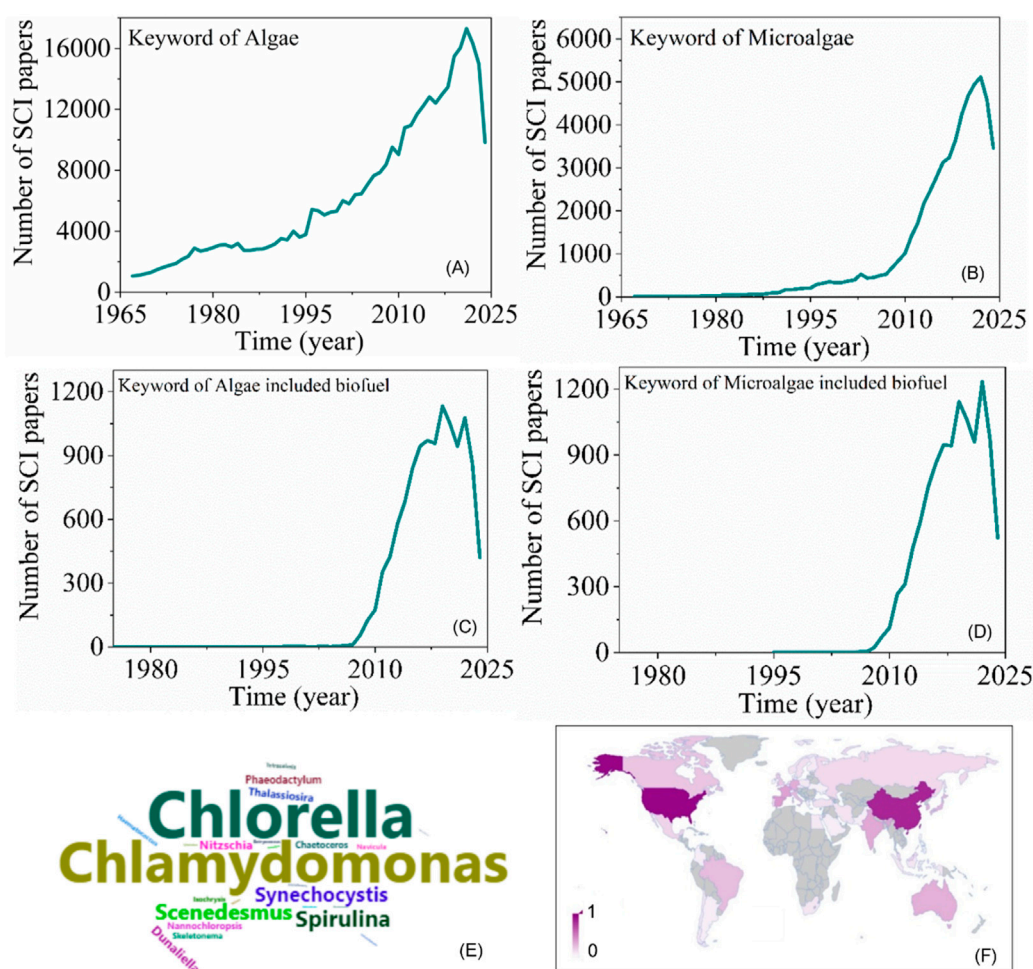 Keyword of Algae
Number of SCI papers
16000
12000
8000
4000
0
1965 1980 1995 2010 2025
Time (year)
(A)
Keyword of Microalgae
Number of SCI papers
6000
5000
4000
3000
2000
1000
0
1965 1980 1995 2010 2025
Time (year)
(B)
Keyword of Algae included biofuel
Number of SCI papers
1200
900
600
300
0
1980 1995 2010 2025
Time (year)
(C)
Keyword of Microalgae included biofuel
Number of SCI papers
1200
900
600
300
0
1980 1995 2010 2025
Time (year)
(D)
Tetraselmis
Phaeodactylum
Thalassiosira
Chlorella
Nitzschia
Chaetoceros
Navicula
Chlamydomonas
Synechocystis
Isochrysis
Scenedesmus
Spirulina
Nannochloropsis
Skeletonema
Dunaliella
(E)
1
0
(F)